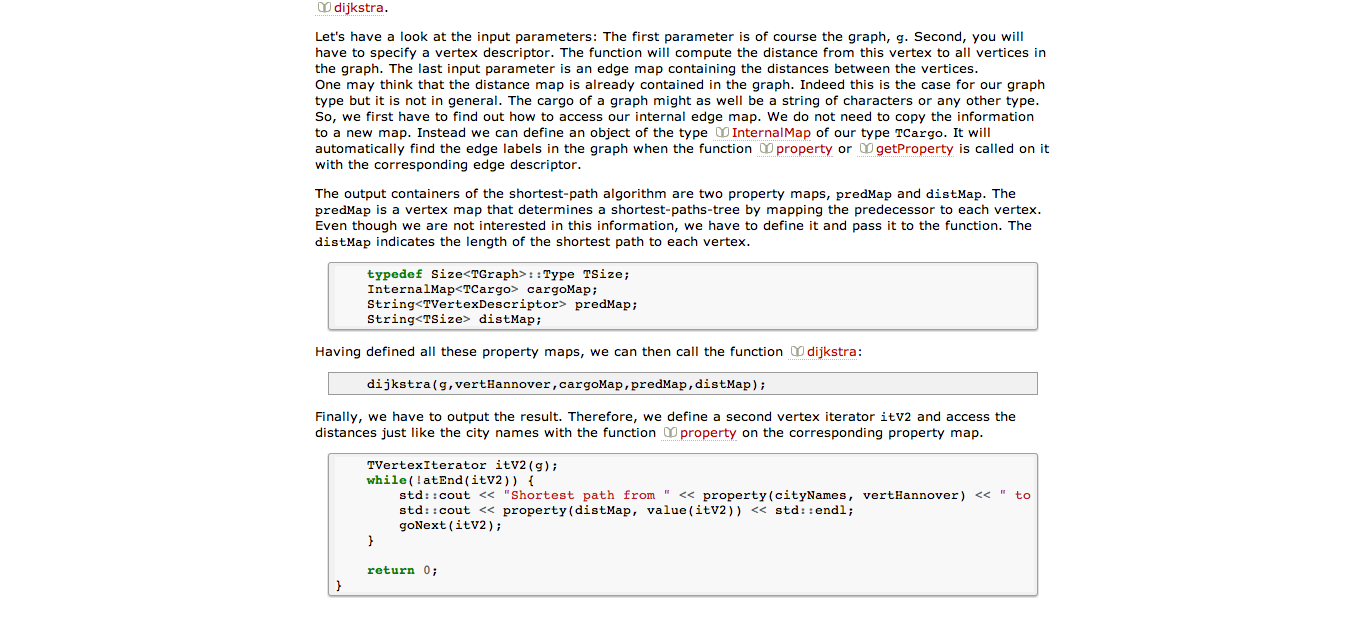 dijkstra.
Let's have a look at the input parameters: The first parameter is of course the graph, g. Second, you will
have to specify a vertex descriptor. The function will compute the distance from this vertex to all vertices in
the graph. The last input parameter is an edge map containing the distances between the vertices.
One may think that the distance map is already contained in the graph. Indeed this is the case for our graph
type but it is not in general. The cargo of a graph might as well be a string of characters or any other type.
So, we first have to find out how to access our internal edge map. We do not need to copy the information
to a new map. Instead we can define an object of the type InternalMap of our type TCargo. It will
automatically find the edge labels in the graph when the function property or getProperty is called on it
with the corresponding edge descriptor.
The output containers of the shortest-path algorithm are two property maps, predMap and distMap. The
predMap is a vertex map that determines a shortest-paths-tree by mapping the predecessor to each vertex.
Even though we are not interested in this information, we have to define it and pass it to the function. The
distMap indicates the length of the shortest path to each vertex.
typedef Size<TGraph>::Type TSize;
InternalMap<TCargo> cargoMap;
String<TVertexDescriptor> predMap;
String<TSize> distMap;
Having defined all these property maps, we can then call the function dijkstra:
dijkstra(g,vertHannover,cargoMap,predMap,distMap);
Finally, we have to output the result. Therefore, we define a second vertex iterator itV2 and access the
distances just like the city names with the function property on the corresponding property map.
TVertexIterator itV2(g);
while(!atEnd(itV2)) {
std::cout << "Shortest path from " << property(cityNames, vertHannover) << " to
std::cout << property(distMap, value(itV2)) << std::endl;
goNext(itV2);
}
return 0;
}